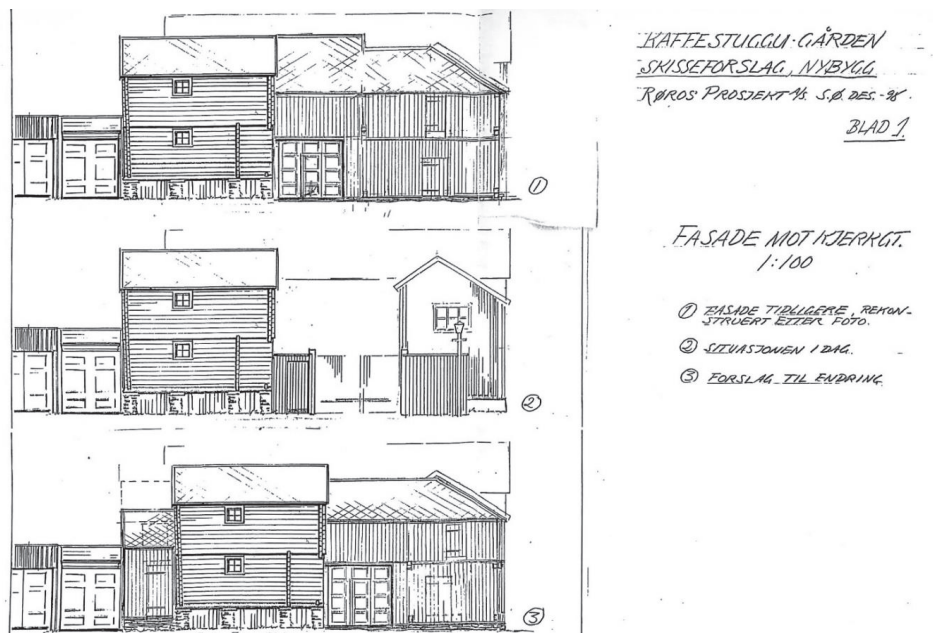 KAFFESTUGGU-GÅRDEN
SKISSEFORSLAG, NYBYGG
RØROS PROSJEKT A/S. S.Ø. DES.-98.
BLAD 1.
FASADE MOT KJERKGT.
1:100
① FASADE TIDLIGERE, REKON-
STRUERT ETTER FOTO.
② SITUASJONEN I DAG.
③ FORSLAG TIL ENDRING
①
②
③